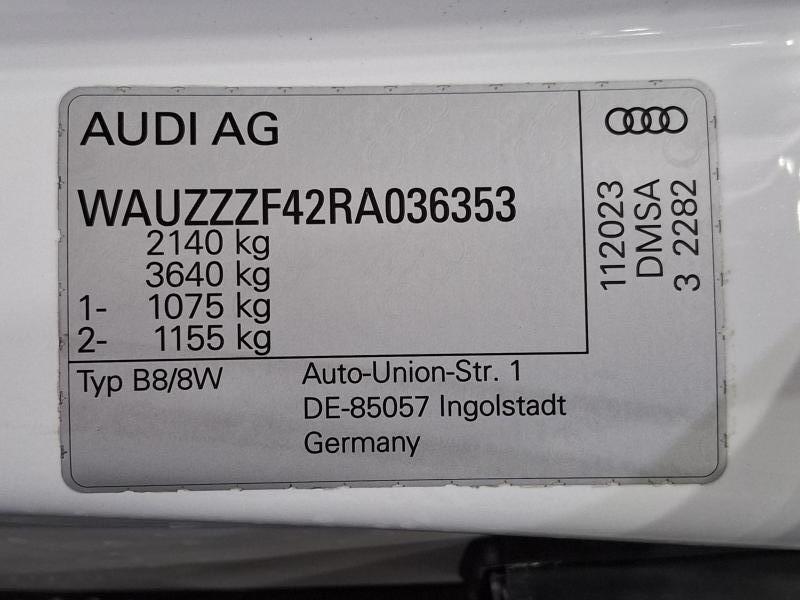 AUDI AG
WAUZZZF42RA036353
2140 kg
3640 kg
1- 1075 kg
2- 1155 kg
Typ B8/8W
Auto-Union-Str. 1
DE-85057 Ingolstadt
Germany
112023
DMSA
3 2282